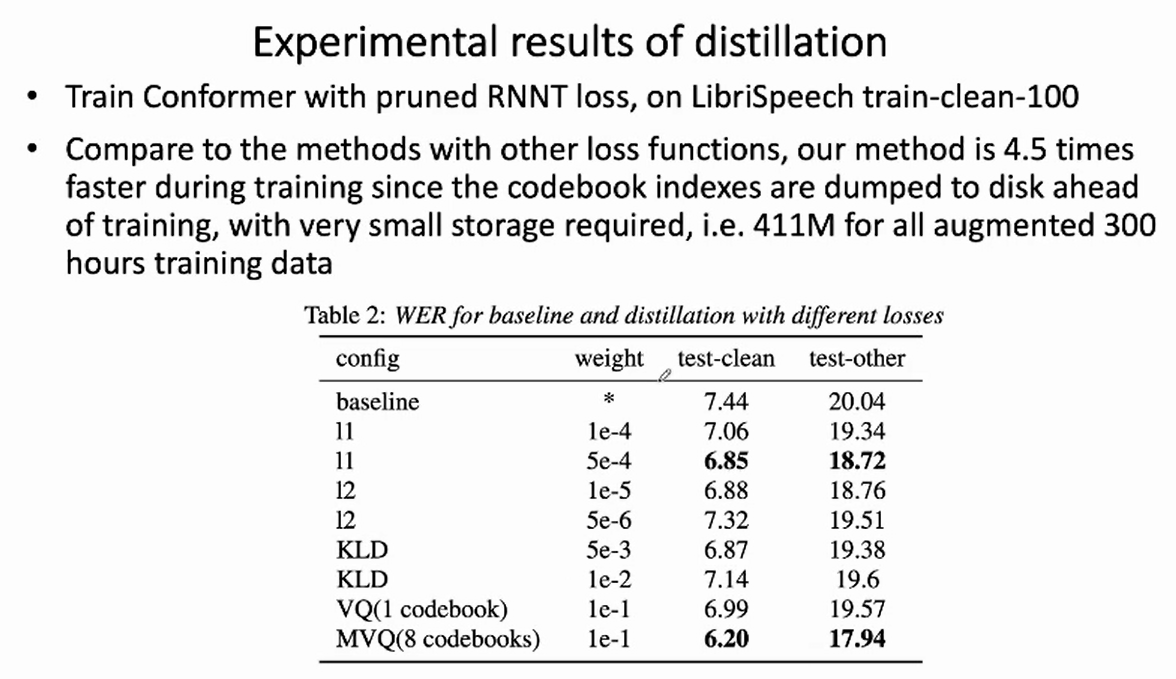 Experimental results of distillation
• Train Conformer with pruned RNNT loss, on LibriSpeech train-clean-100
• Compare to the methods with other loss functions, our method is 4.5 times
faster during training since the codebook indexes are dumped to disk ahead
of training, with very small storage required, i.e. 411M for all augmented 300
hours training data
Table 2: WER for baseline and distillation with different losses
config weight test-clean test-other
baseline * 7.44 20.04
l1 1e-4 7.06 19.34
l1 5e-4 6.85 18.72
l2 1e-5 6.88 18.76
l2 5e-6 7.32 19.51
KLD 5e-3 6.87 19.38
KLD 1e-2 7.14 19.6
VQ(1 codebook) 1e-1 6.99 19.57
MVQ(8 codebooks) 1e-1 6.20 17.94